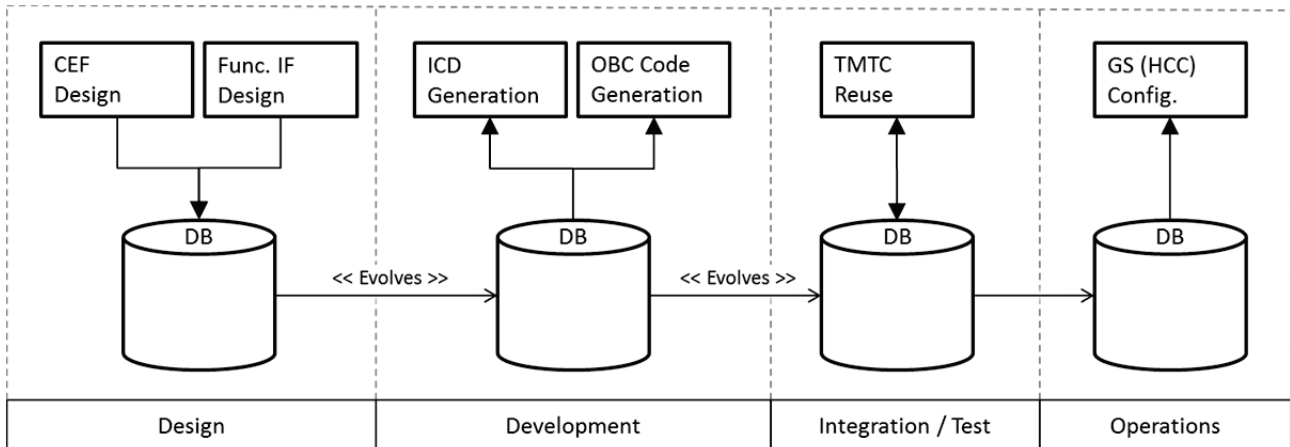 CEF
Design
Func. IF
Design
ICD
Generation
OBC Code
Generation
TMTC
Reuse
GS (HCC)
Config.
DB
DB
DB
DB
<< Evolves >>
<< Evolves >>
Design
Development
Integration / Test
Operations